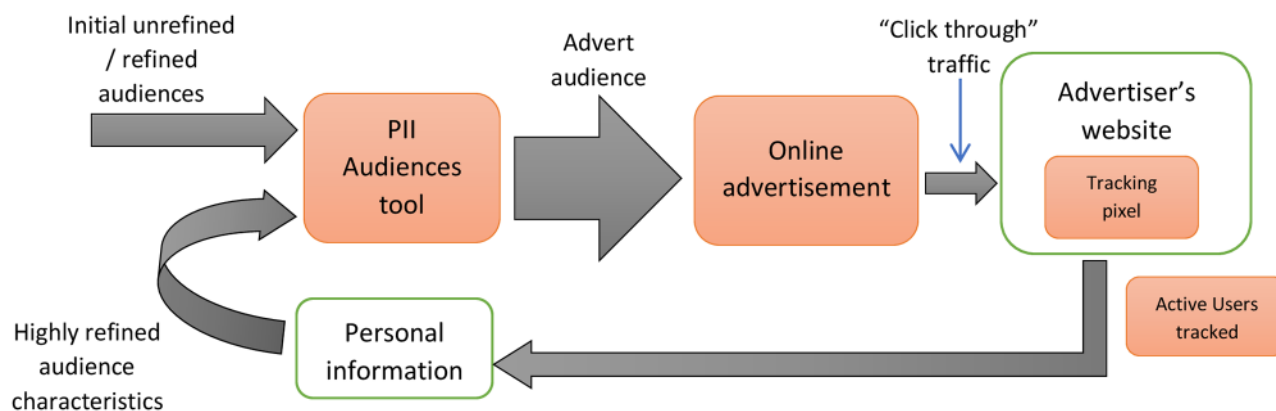 Initial unrefined
/ refined
audiences
PII
Audiences
tool
Advert
audience
Online
advertisement
“Click through”
traffic
Advertiser’s
website
Tracking
pixel
Active Users
tracked
Personal
information
Highly refined
audience
characteristics